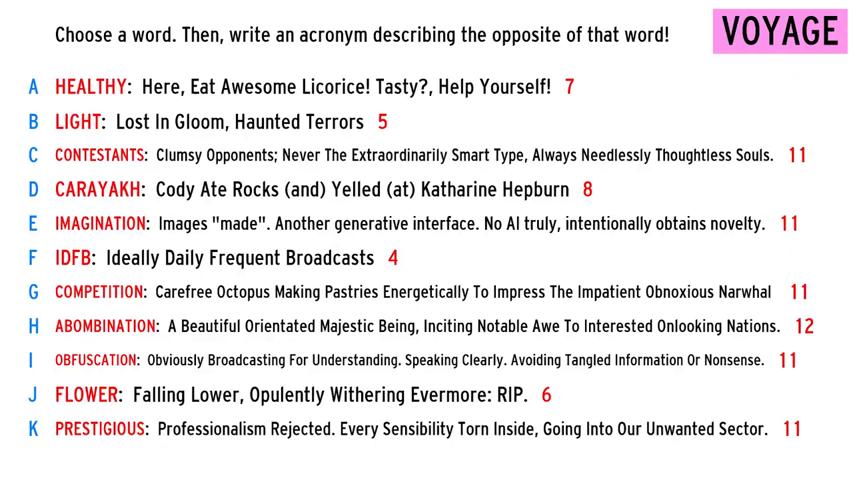 Choose a word. Then, write an acronym describing the opposite of that word!
VOYAGE
A HEALTHY: Here, Eat Awesome Licorice! Tasty?, Help Yourself! 7
B LIGHT: Lost In Gloom, Haunted Terrors 5
C CONTESTANTS: Clumsy Opponents; Never The Extraordinarily Smart Type, Always Needlessly Thoughtless Souls. 11
D CARAYAKH: Cody Ate Rocks (and) Yelled (at) Katharine Hepburn 8
E IMAGINATION: Images "made". Another generative interface. No AI truly, intentionally obtains novelty. 11
F IDFB: Ideally Daily Frequent Broadcasts 4
G COMPETITION: Carefree Octopus Making Pastries Energetically To Impress The Impatient Obnoxious Narwhal 11
H ABOMBINATION: A Beautiful Orientated Majestic Being, Inciting Notable Awe To Interested Onlooking Nations. 12
I OBFUSCATION: Obviously Broadcasting For Understanding. Speaking Clearly. Avoiding Tangled Information Or Nonsense. 11
J FLOWER: Falling Lower, Opulently Withering Evermore: RIP. 6
K PRESTIGIOUS: Professionalism Rejected. Every Sensibility Torn Inside, Going Into Our Unwanted Sector. 11